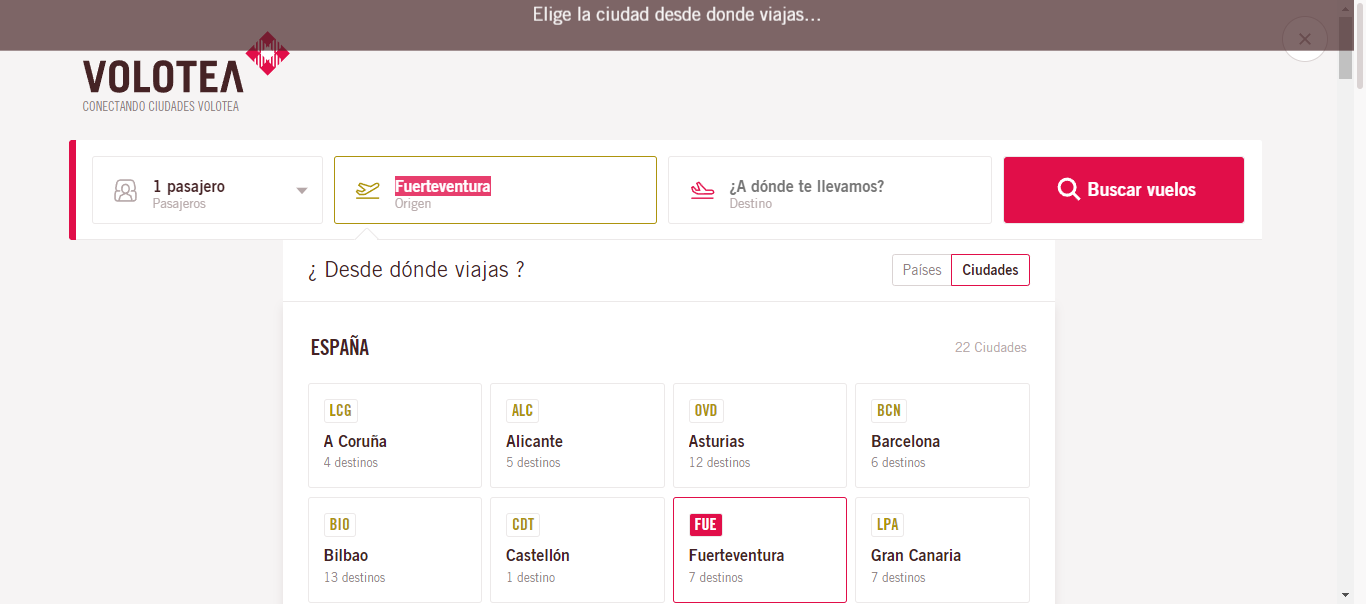 Elige la ciudad desde donde viajas...
VOLOTEA
CONECTANDO CIUDADES VOLOTEA
1 pasajero
Pasajeros
Fuerteventura
Origen
¿A dónde te llevamos?
Destino
Buscar vuelos
¿ Desde dónde viajas ?
Países
Ciudades
ESPAÑA
22 Ciudades
LCG
A Coruña
4 destinos
ALC
Alicante
5 destinos
OVD
Asturias
12 destinos
BCN
Barcelona
6 destinos
BIO
Bilbao
13 destinos
CDT
Castellón
1 destino
FUE
Fuerteventura
7 destinos
LPA
Gran Canaria
7 destinos